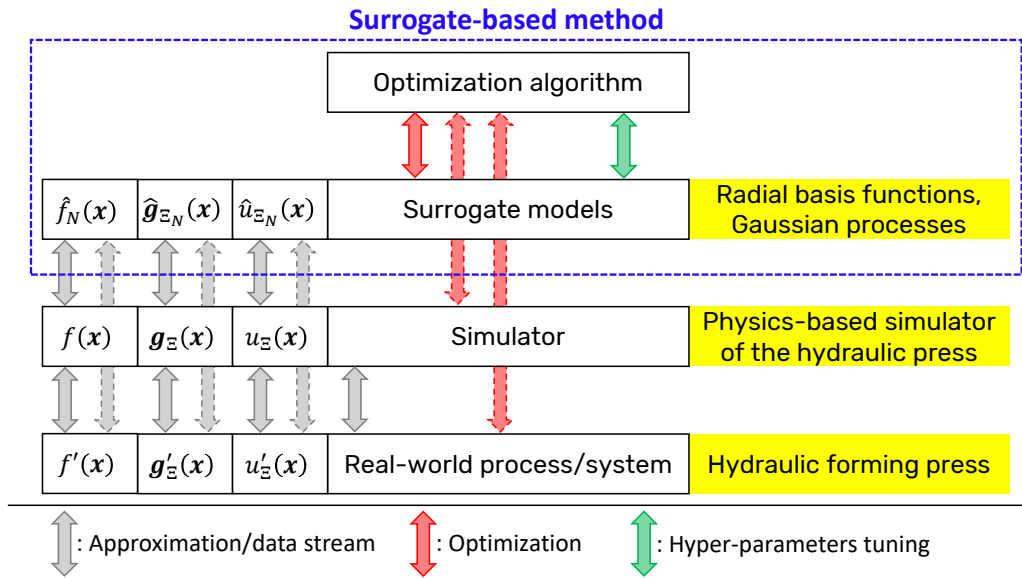 Surrogate-based method
Optimization algorithm
f̂_N(𝒙) ĝ_{Ξ_N}(𝒙) û_{Ξ_N}(𝒙) Surrogate models Radial basis functions,
Gaussian processes
f(𝒙) g_Ξ(𝒙) u_Ξ(𝒙) Simulator Physics-based simulator
of the hydraulic press
f′(𝒙) g′_Ξ(𝒙) u′_Ξ(𝒙) Real-world process/system Hydraulic forming press
: Approximation/data stream : Optimization : Hyper-parameters tuning